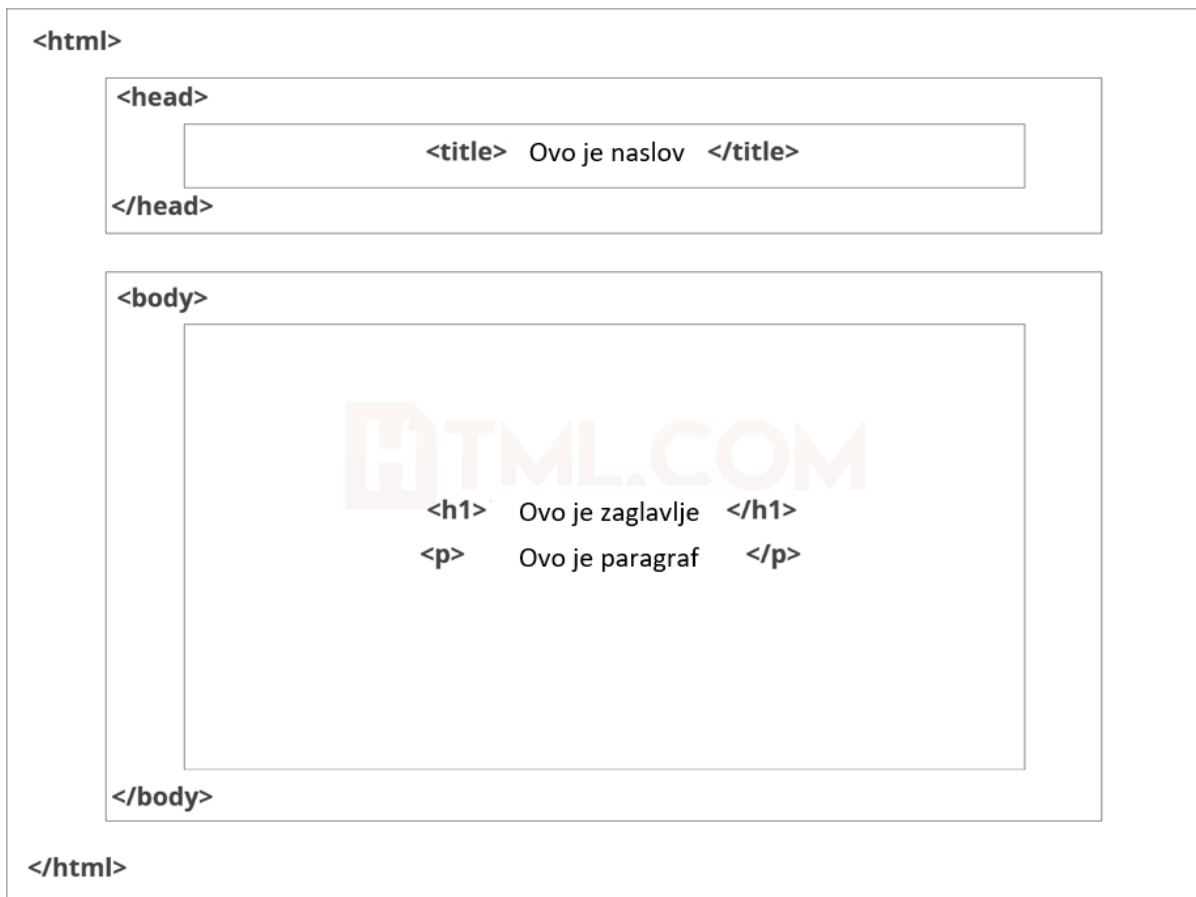 <html>
<head>
<title> Ovo je naslov </title>
</head>
<body>
HTML.COM
<h1> Ovo je zaglavlje </h1>
<p> Ovo je paragraf </p>
</body>
</html>